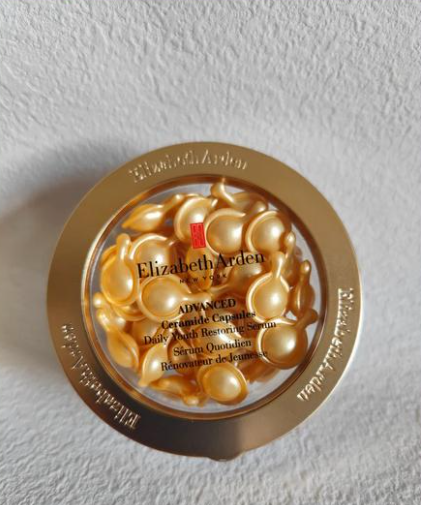 Elizabeth Arden
Elizabeth Arden
NEW YORK
ADVANCED
Ceramide Capsules
Daily Youth Restoring Serum
Sérum Quotidien
Rénovateur de Jeunesse
Elizabeth Arden
Elizabeth Arden